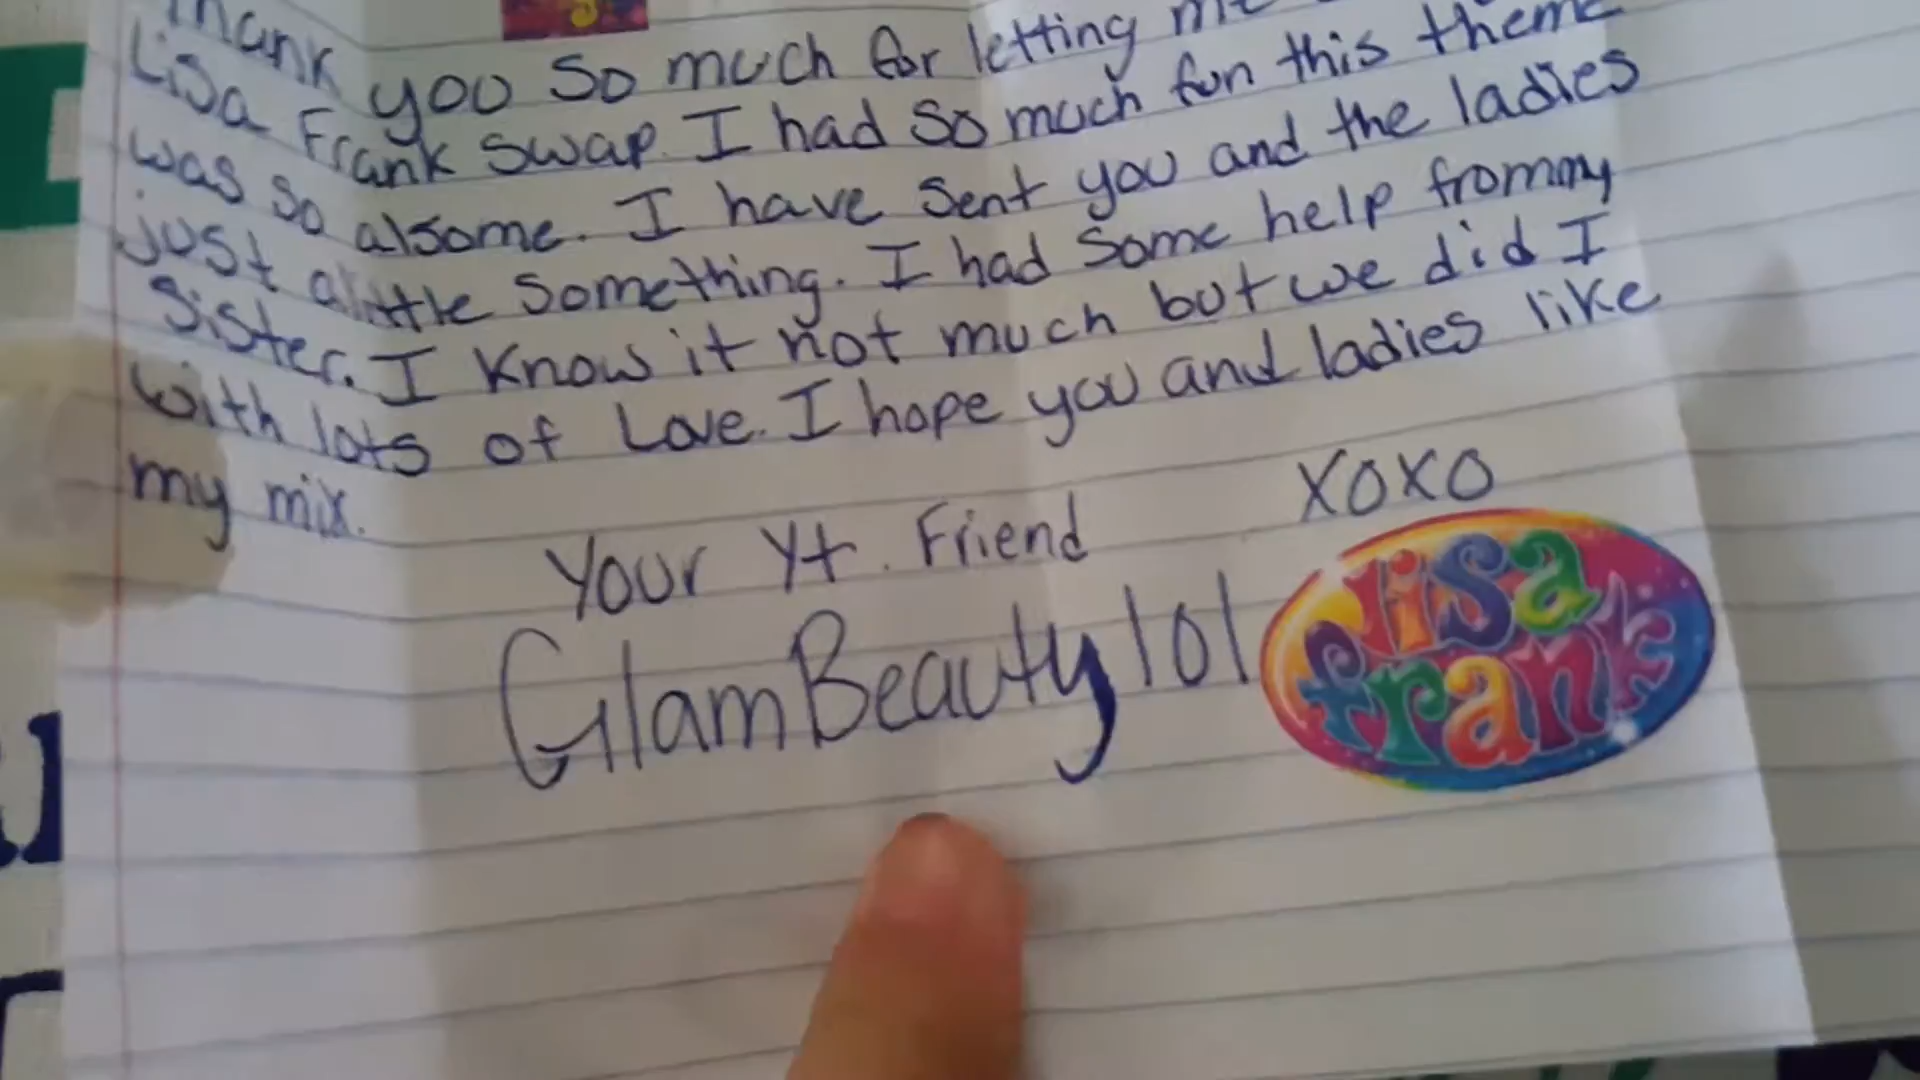 Thank you so much for letting me
Lisa Frank swap. I had so much fun this theme
was so alsome. I have sent you and the ladies
just alittle something. I had some help frommy
Sister. I know it not much but we did I
with lots of Love. I hope you and ladies like
my mix.
XOXO
Your Yt. Friend
GlamBeauty101
lisa
frank